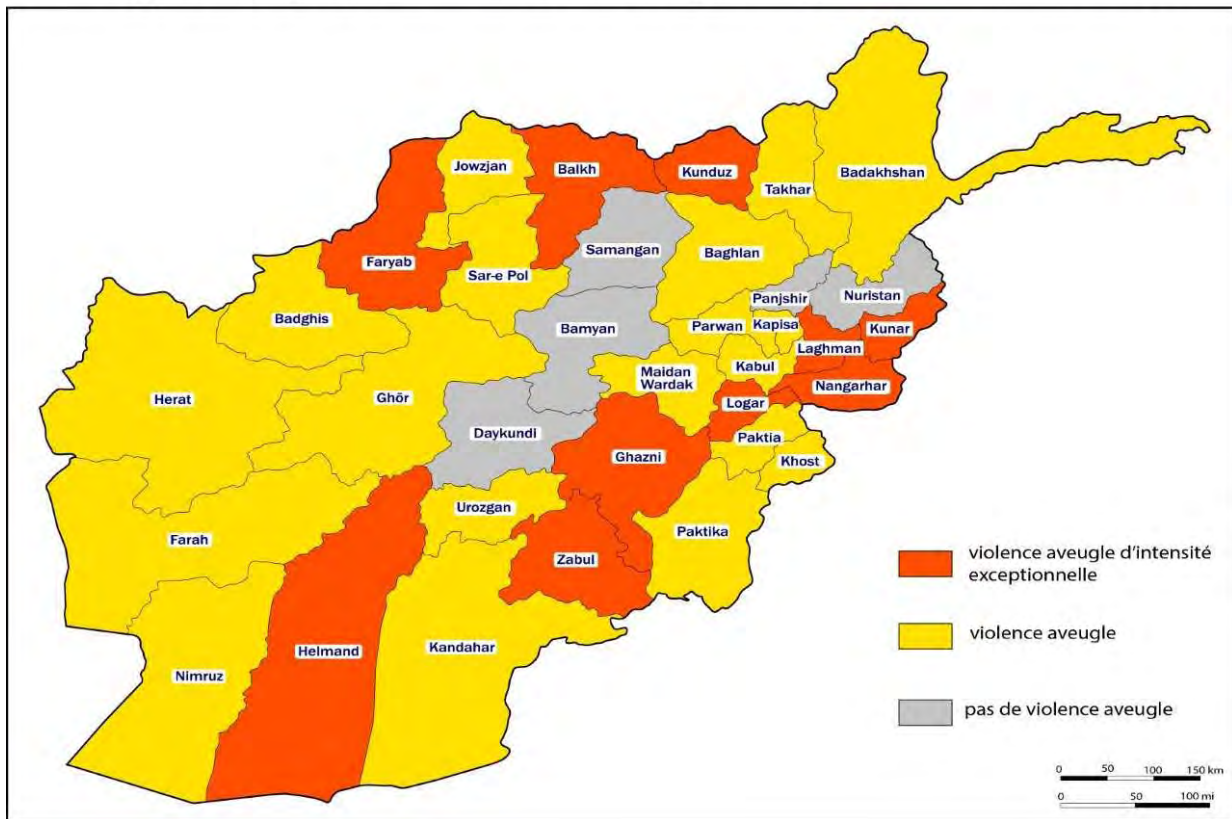 Jowzjan
Balkh
Kunduz
Takhar
Badakhshan
Faryab
Sar-e Pol
Samangan
Baghlan
Panjshir
Nuristan
Badghis
Bamyan
Parwan
Kapisa
Kunar
Laghman
Herat
Ghōr
Maidan
Wardak
Kabul
Nangarhar
Daykundi
Logar
Ghazni
Paktia
Khost
Urozgan
Farah
Zabul
Paktika
Helmand
Kandahar
Nimruz
violence aveugle d'intensité
exceptionnelle
violence aveugle
pas de violence aveugle
0 50 100 150 km
0 50 100 mi